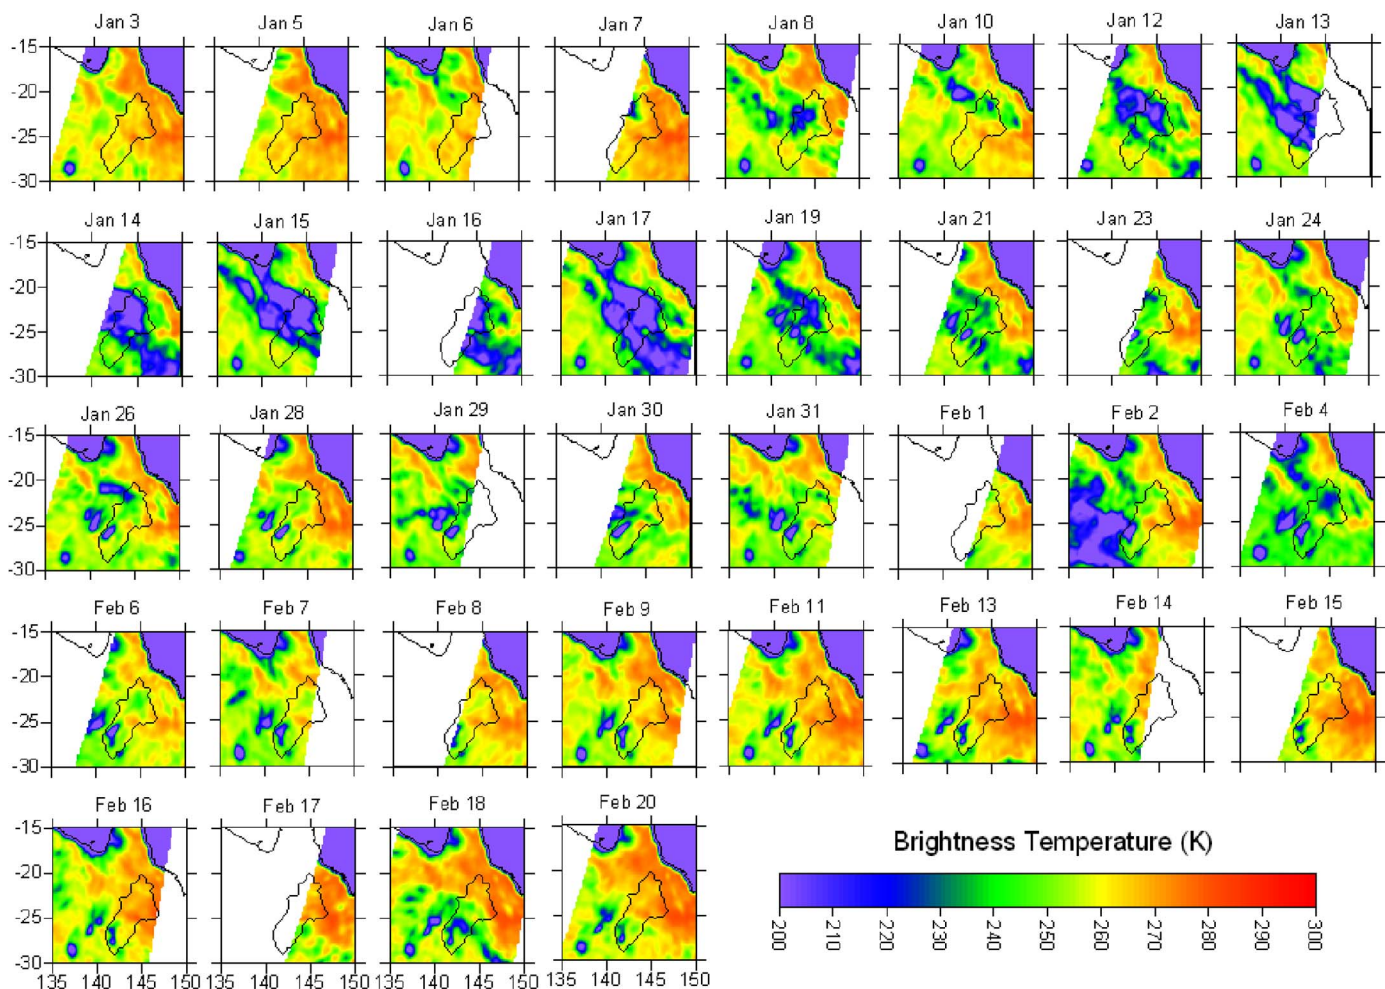 Jan 3 Jan 5 Jan 6 Jan 7 Jan 8 Jan 10 Jan 12 Jan 13
-15
-20
-25
-30
Jan 14 Jan 15 Jan 16 Jan 17 Jan 19 Jan 21 Jan 23 Jan 24
-15
-20
-25
-30
Jan 26 Jan 28 Jan 29 Jan 30 Jan 31 Feb 1 Feb 2 Feb 4
-15
-20
-25
-30
Feb 6 Feb 7 Feb 8 Feb 9 Feb 11 Feb 13 Feb 14 Feb 15
-15
-20
-25
-30
Feb 16 Feb 17 Feb 18 Feb 20
-15
-20
-25
-30
135 140 145 150 135 140 145 150 135 140 145 150 135 140 145 150
Brightness Temperature (K)
200 210 220 230 240 250 260 270 280 290 300